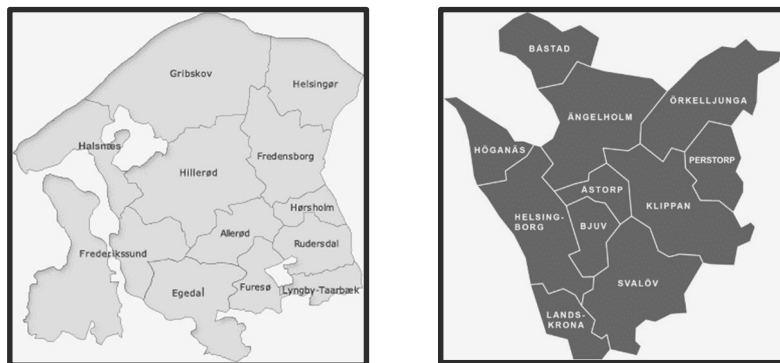 Gribskov
Helsingør
Halsnæs
Fredensborg
Hillerød
Hørsholm
Allerød
Rudersdal
Frederikssund
Egedal
Furesø
Lyngby-Taarbæk
BÅSTAD
ÖRKELLJUNGA
ÄNGELHOLM
HÖGANÄS
PERSTORP
ÅSTORP
KLIPPAN
HELSING-
BORG
BJUV
SVALÖV
LANDS-
KRONA